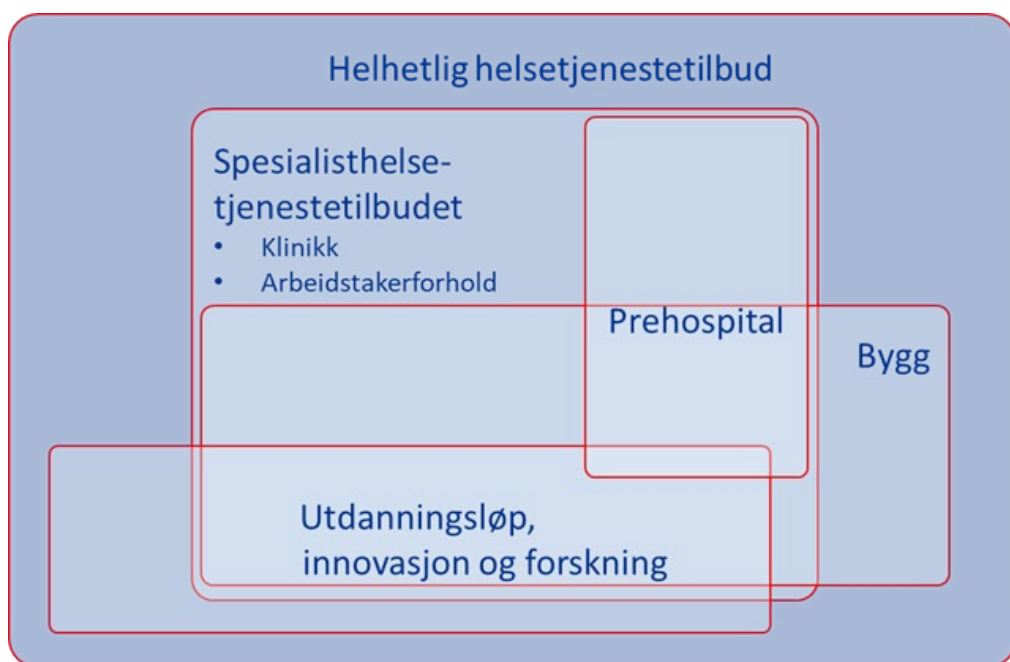 Helhetlig helsetjenestetilbud
Spesialisthelse-
tjenestetilbudet
• Klinikk
• Arbeidstakerforhold
Prehospital
Bygg
Utdanningsløp,
innovasjon og forskning